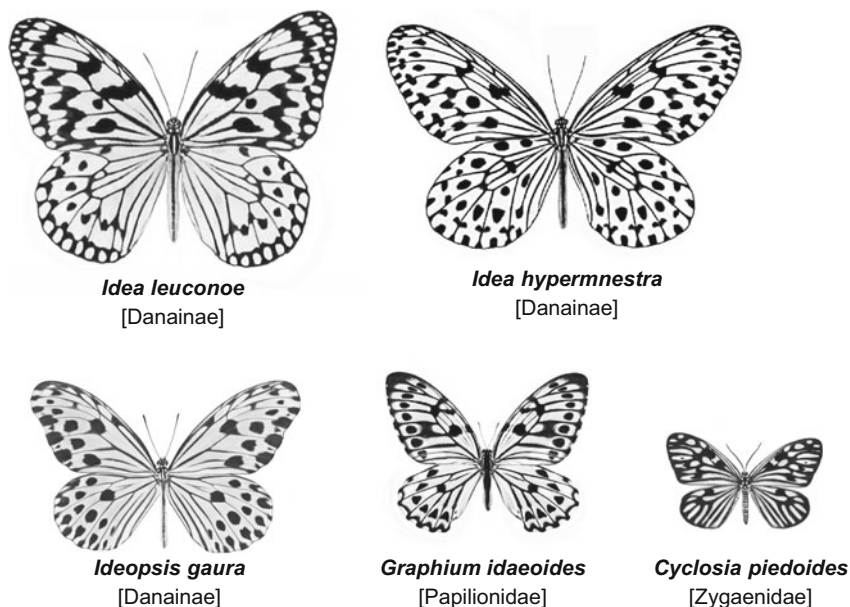 Idea leuconoe
[Danainae]
Idea hypermnestra
[Danainae]
Ideopsis gaura
[Danainae]
Graphium idaeoides
[Papilionidae]
Cyclosia piedoides
[Zygaenidae]